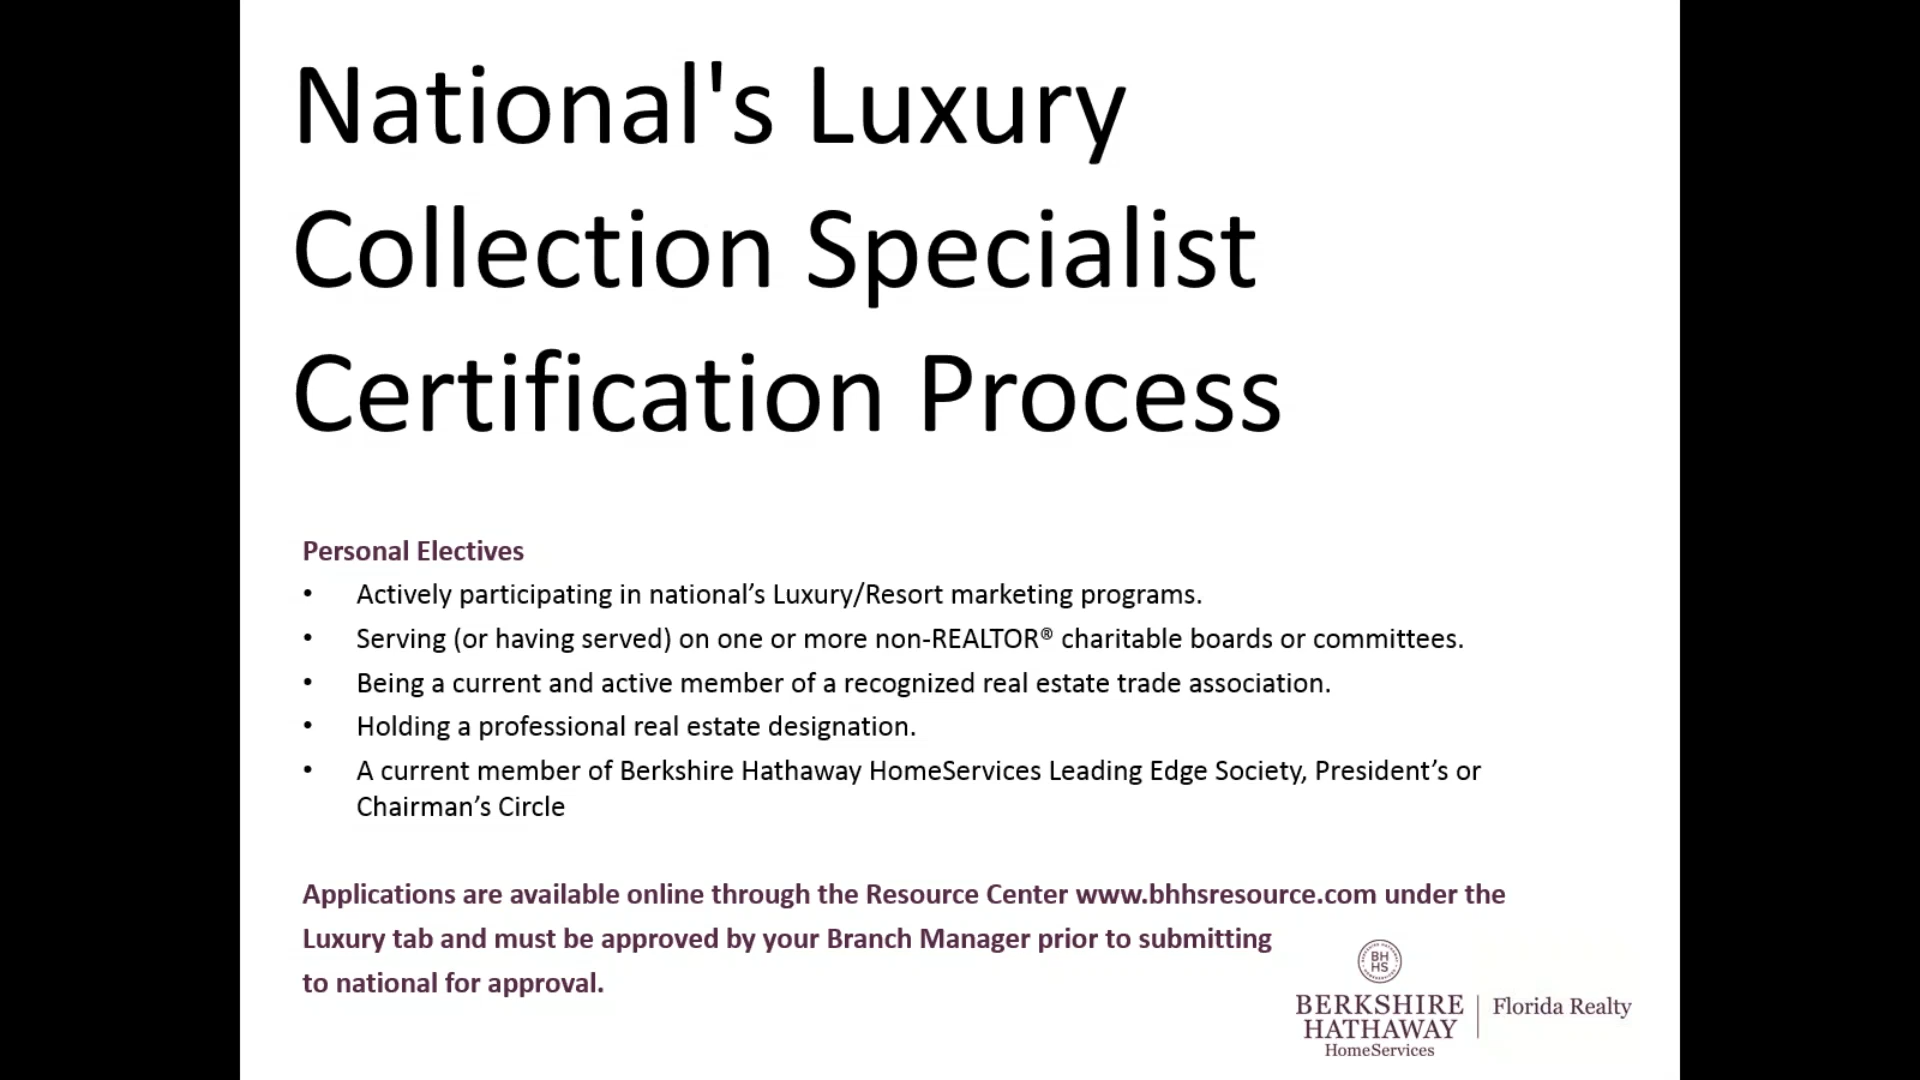 National's Luxury
Collection Specialist
Certification Process
Personal Electives
• Actively participating in national’s Luxury/Resort marketing programs.
• Serving (or having served) on one or more non-REALTOR® charitable boards or committees.
• Being a current and active member of a recognized real estate trade association.
• Holding a professional real estate designation.
• A current member of Berkshire Hathaway HomeServices Leading Edge Society, President’s or
Chairman’s Circle
Applications are available online through the Resource Center www.bhhsresource.com under the
Luxury tab and must be approved by your Branch Manager prior to submitting
to national for approval.
BH
HS
BERKSHIRE
HATHAWAY
HomeServices
Florida Realty